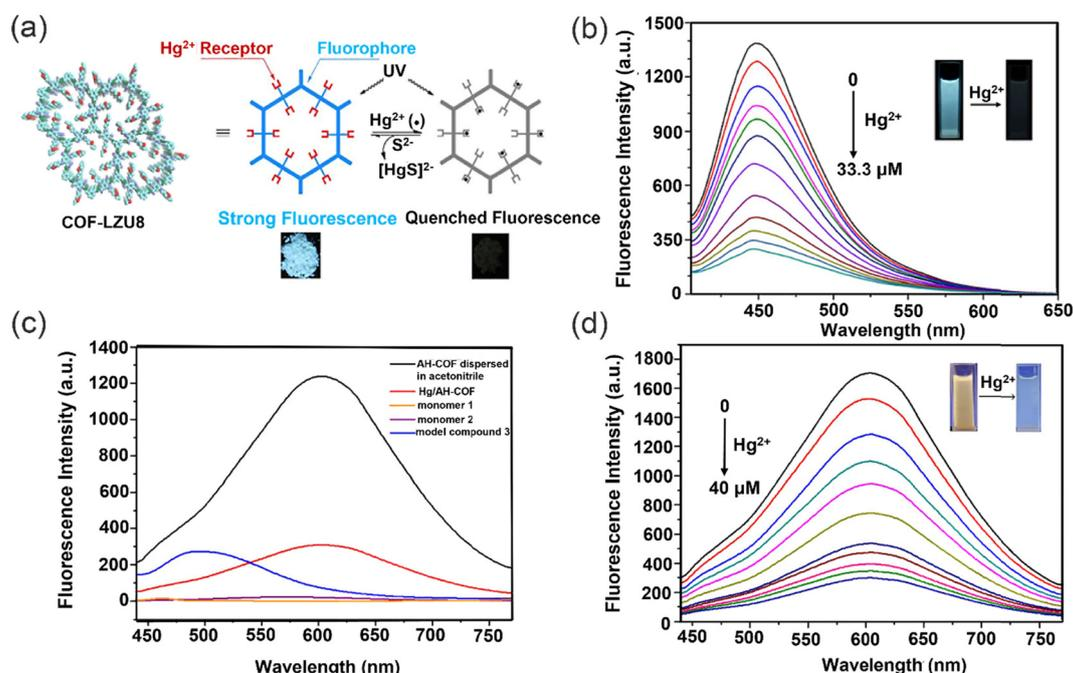 (a)
Hg²⁺ Receptor
Fluorophore
UV
Hg²⁺ (•)
S²⁻
[HgS]²⁻
=
COF-LZU8
Strong Fluorescence
Quenched Fluorescence
(b)
Fluorescence Intensity (a.u.)
1500
1200
900
600
350
0
0
Hg²⁺
33.3 μM
Hg²⁺
400
450
500
550
600
650
Wavelength (nm)
(c)
Fluorescence Intensity (a.u.)
1400
1200
1000
800
600
400
200
0
AH-COF dispersed
in acetonitrile
Hg/AH-COF
monomer 1
monomer 2
model compound 3
450 500 550 600 650 700 750
Wavelength (nm)
(d)
Fluorescence Intensity (a.u.)
1800
1600
1400
1200
1000
800
600
400
200
0
0
Hg²⁺
40 μM
Hg²⁺
450 500 550 600 650 700 750
Wavelength (nm)